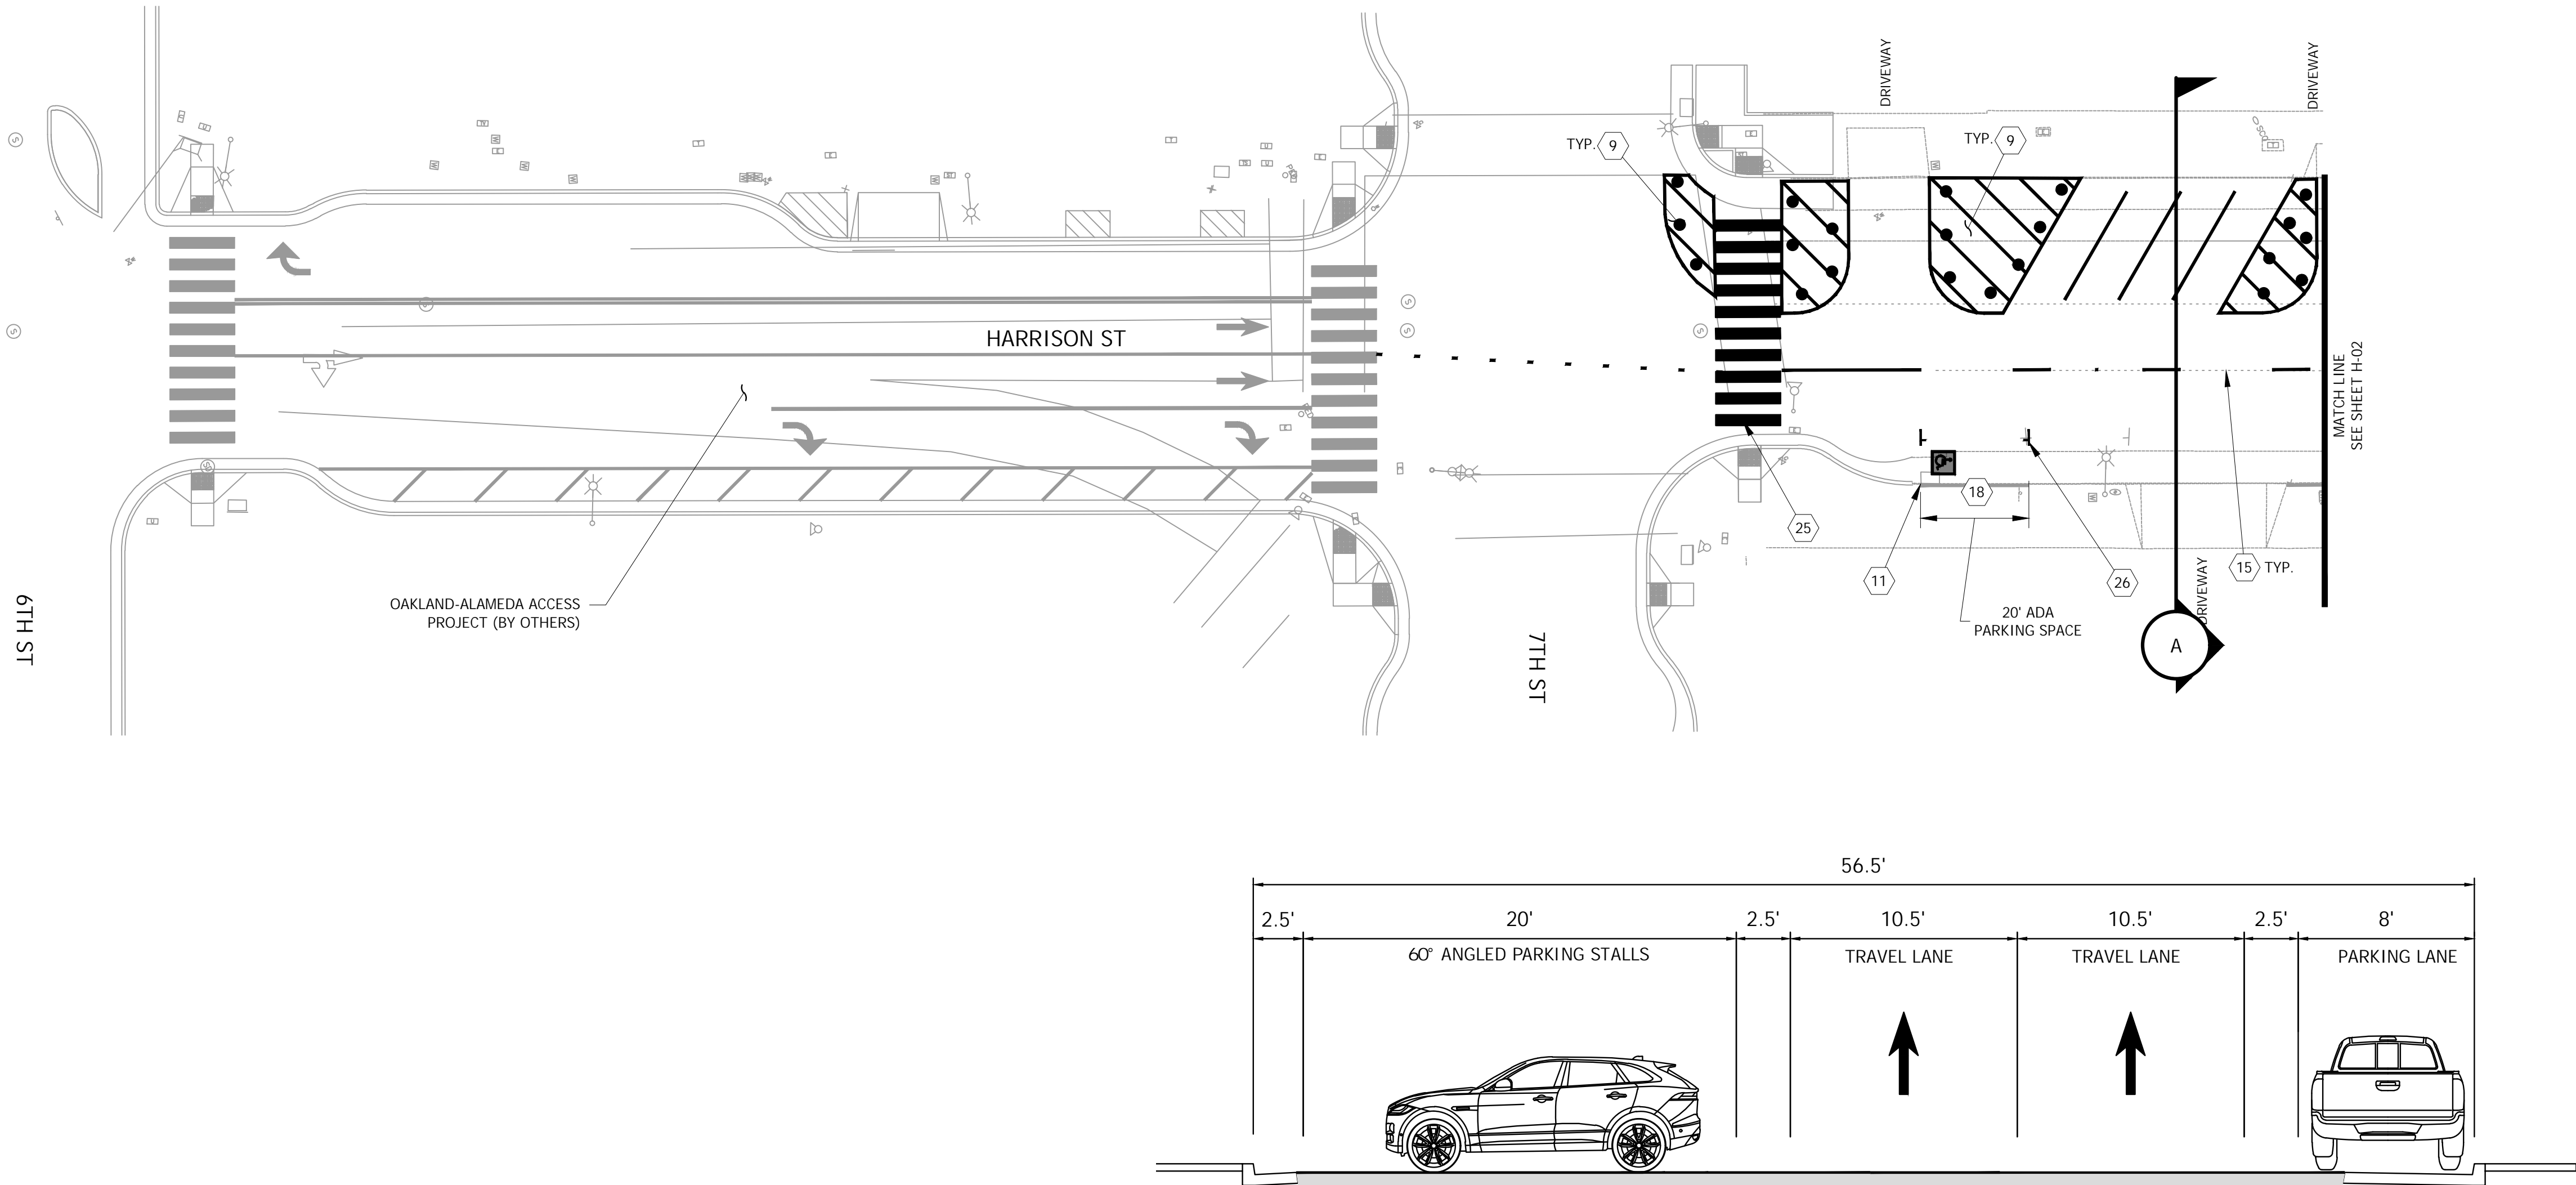 DRIVEWAY
DRIVEWAY
TYP. 9
TYP. 9
HARRISON ST
MATCH LINE
SEE SHEET H-02
18
25
11
26
15 TYP.
DRIVEWAY
20' ADA
PARKING SPACE
A
OAKLAND-ALAMEDA ACCESS
PROJECT (BY OTHERS)
6TH ST
7TH ST
56.5'
2.5' 20' 2.5' 10.5' 10.5' 2.5' 8'
60° ANGLED PARKING STALLS TRAVEL LANE TRAVEL LANE PARKING LANE